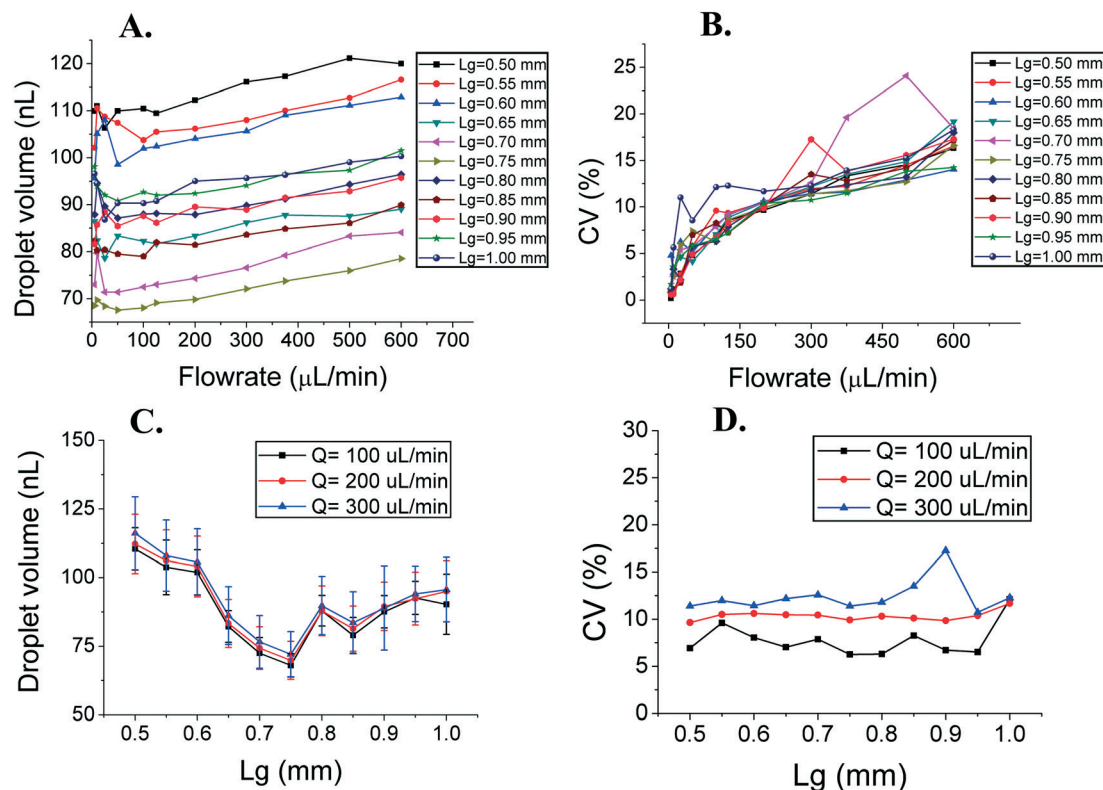 A.
Droplet volume (nL)
120
110
100
90
80
70
0 100 200 300 400 500 600 700
Flowrate (μL/min)
Lg=0.50 mm
Lg=0.55 mm
Lg=0.60 mm
Lg=0.65 mm
Lg=0.70 mm
Lg=0.75 mm
Lg=0.80 mm
Lg=0.85 mm
Lg=0.90 mm
Lg=0.95 mm
Lg=1.00 mm
B.
CV (%)
25
20
15
10
5
0
0 150 300 450 600
Flowrate (μL/min)
Lg=0.50 mm
Lg=0.55 mm
Lg=0.60 mm
Lg=0.65 mm
Lg=0.70 mm
Lg=0.75 mm
Lg=0.80 mm
Lg=0.85 mm
Lg=0.90 mm
Lg=0.95 mm
Lg=1.00 mm
C.
Droplet volume (nL)
150
125
100
75
50
0.5 0.6 0.7 0.8 0.9 1.0
Lg (mm)
Q= 100 uL/min
Q= 200 uL/min
Q= 300 uL/min
D.
CV (%)
30
25
20
15
10
5
0
0.5 0.6 0.7 0.8 0.9 1.0
Lg (mm)
Q= 100 uL/min
Q= 200 uL/min
Q= 300 uL/min